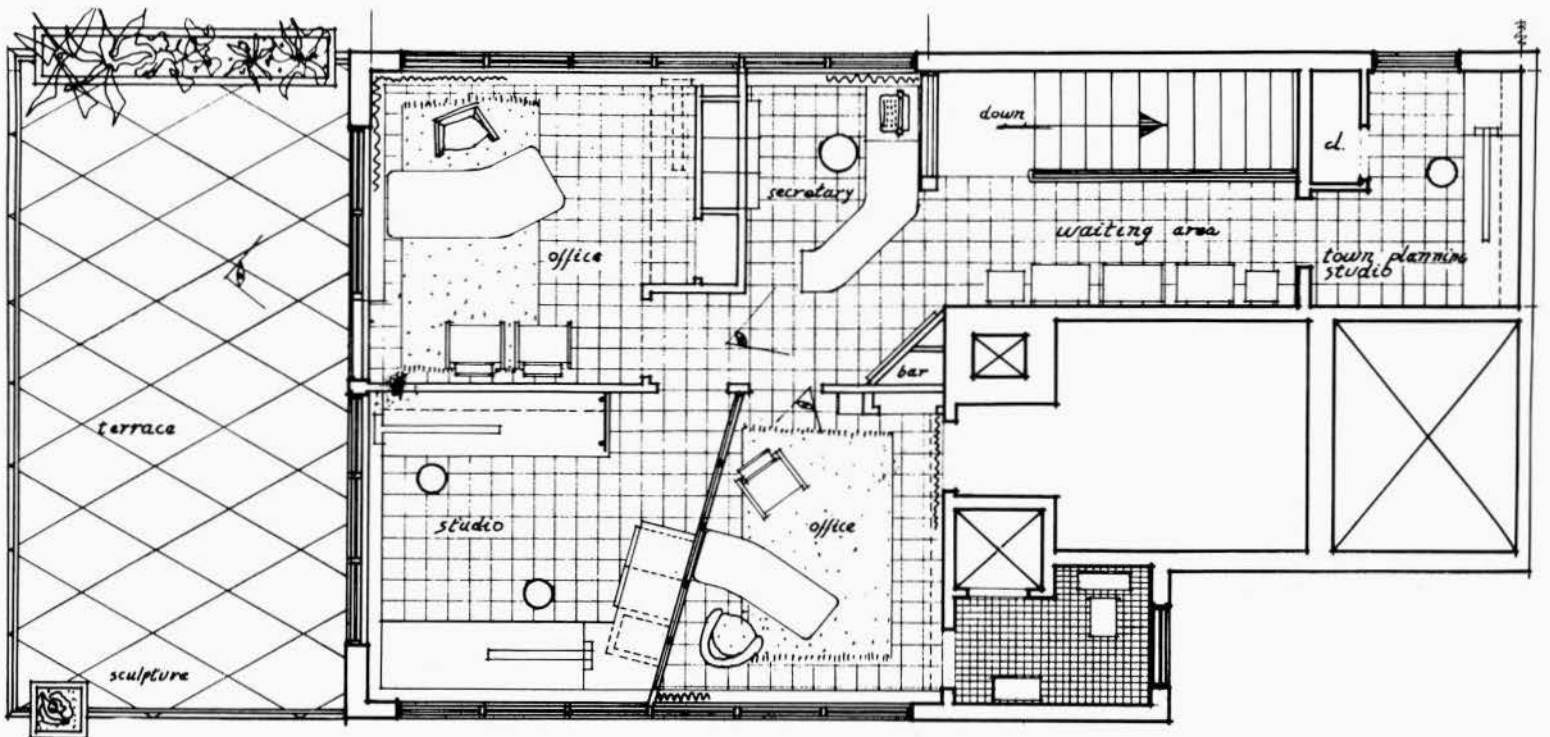 down
cl.
secretary
waiting area
office
town planning
studio
bar
terrace
studio
office
sculpture